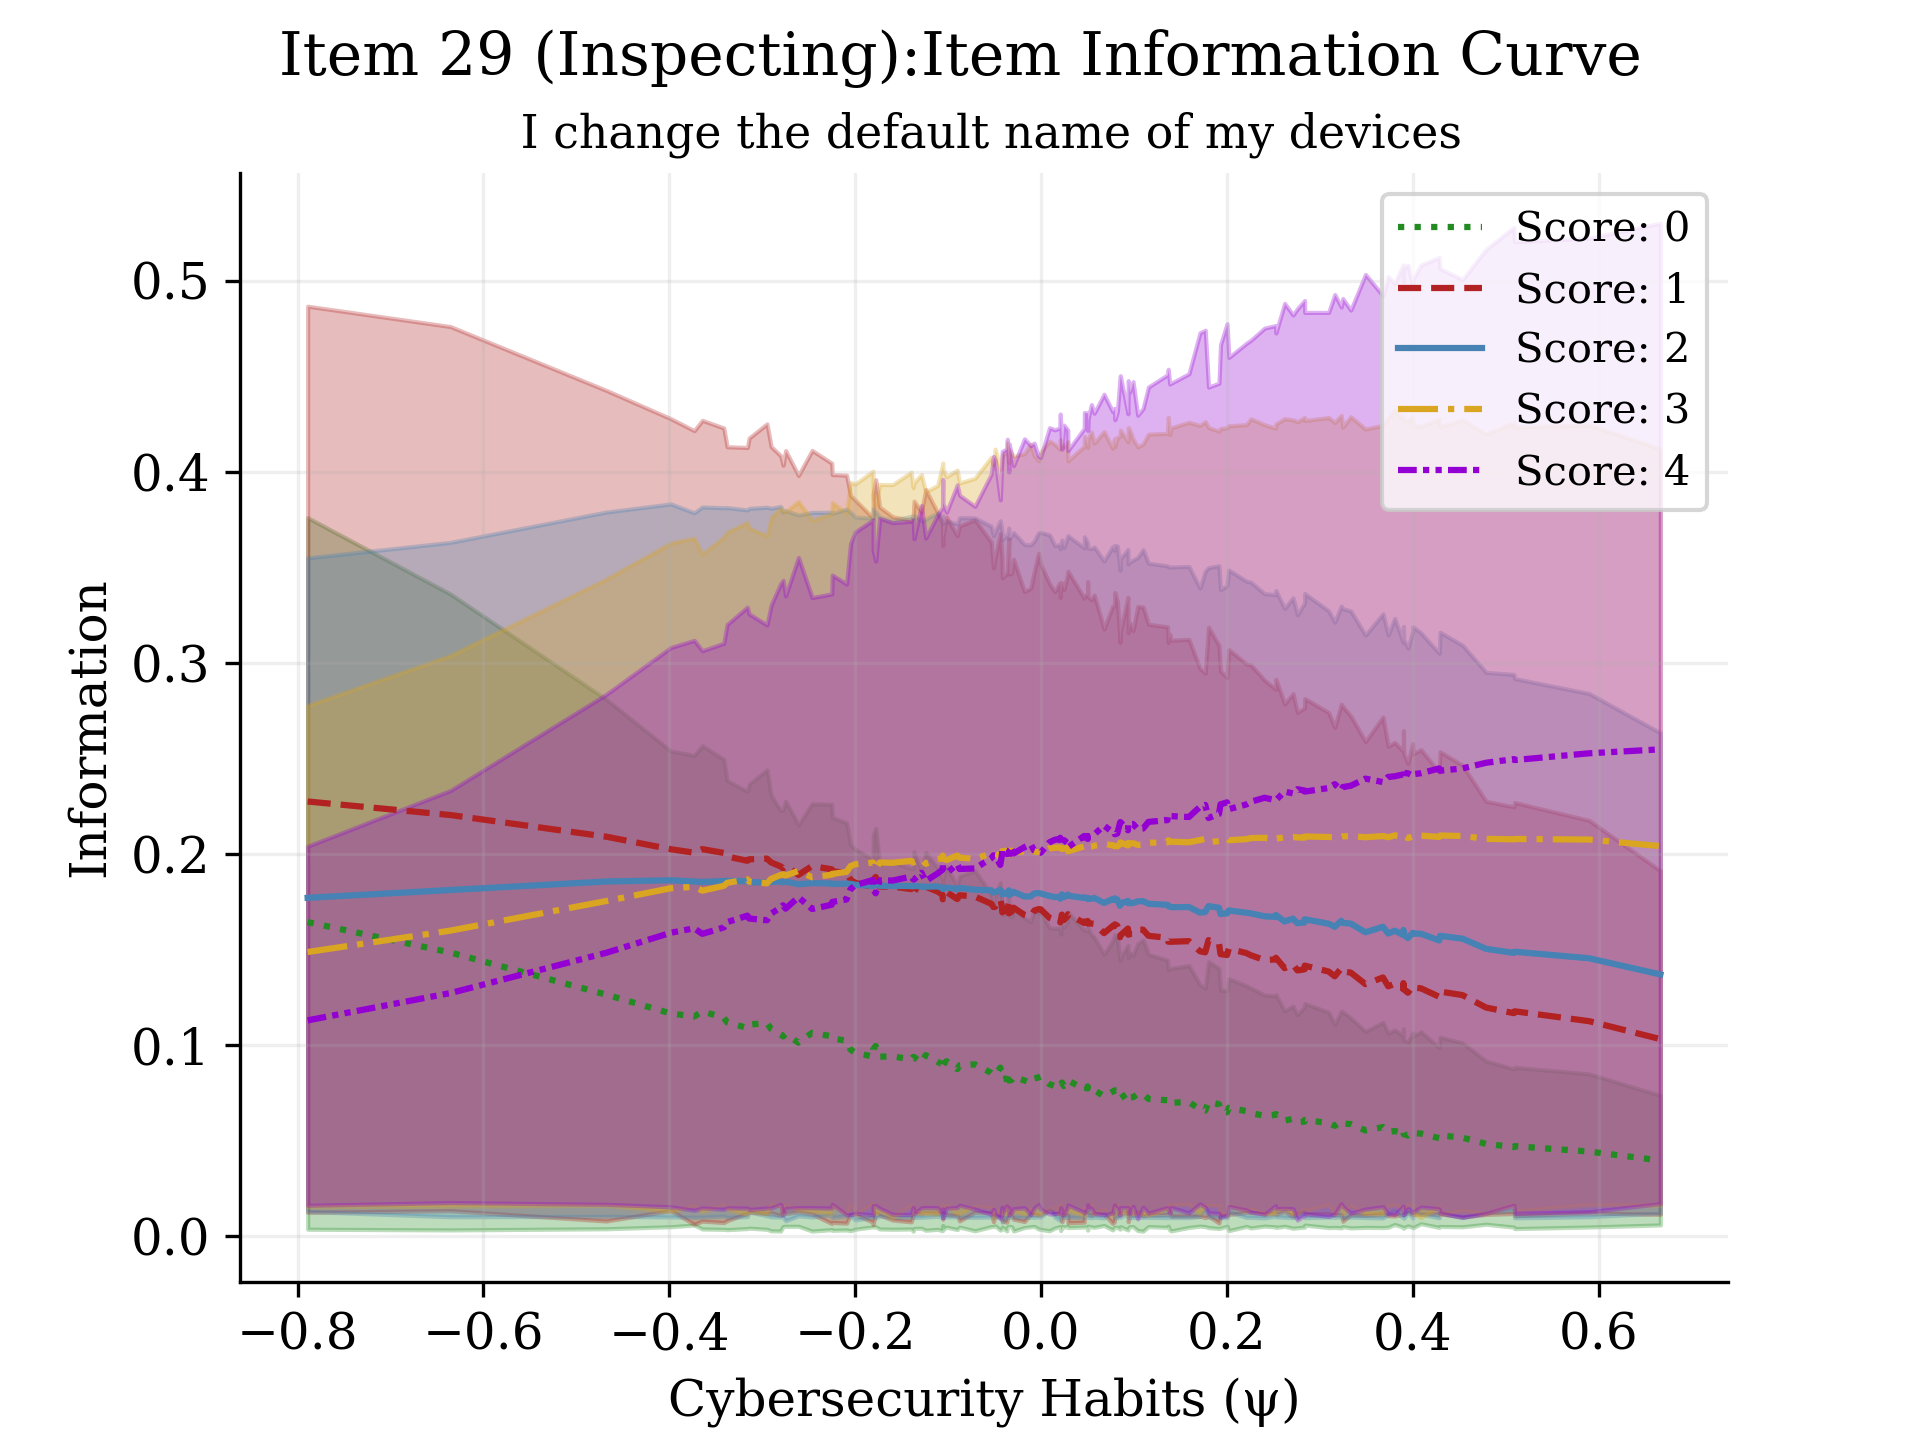 Item 29 (Inspecting):Item Information Curve
I change the default name of my devices
Score: 0
Score: 1
Score: 2
Score: 3
Score: 4
Information
0.5
0.4
0.3
0.2
0.1
0.0
−0.8 −0.6 −0.4 −0.2 0.0 0.2 0.4 0.6
Cybersecurity Habits (ψ)